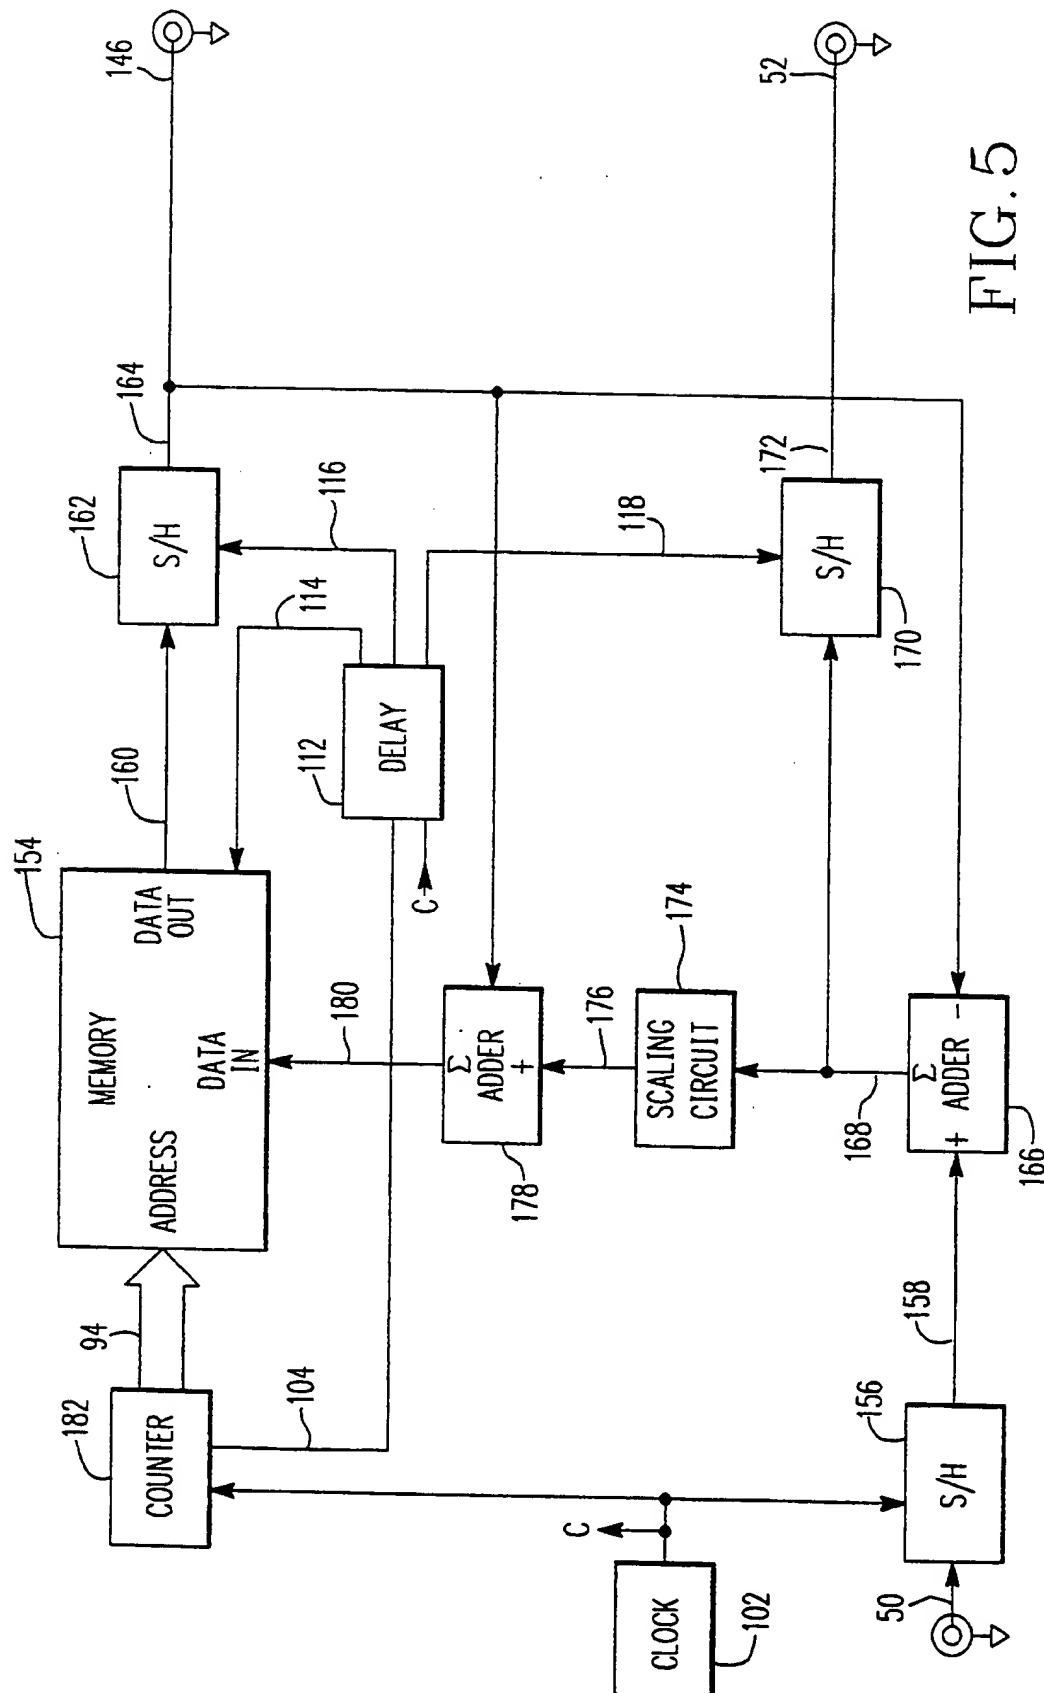 146
164
162
S/H
116
114
160
154
DATA
OUT
MEMORY
DATA
IN
ADDRESS
94
182
COUNTER
104
112
DELAY
C
118
180
Σ
ADDER
+
178
176
174
SCALING
CIRCUIT
52
172
S/H
170
168
Σ
+ ADDER -
166
158
156
S/H
50
C
CLOCK
102
FIG. 5